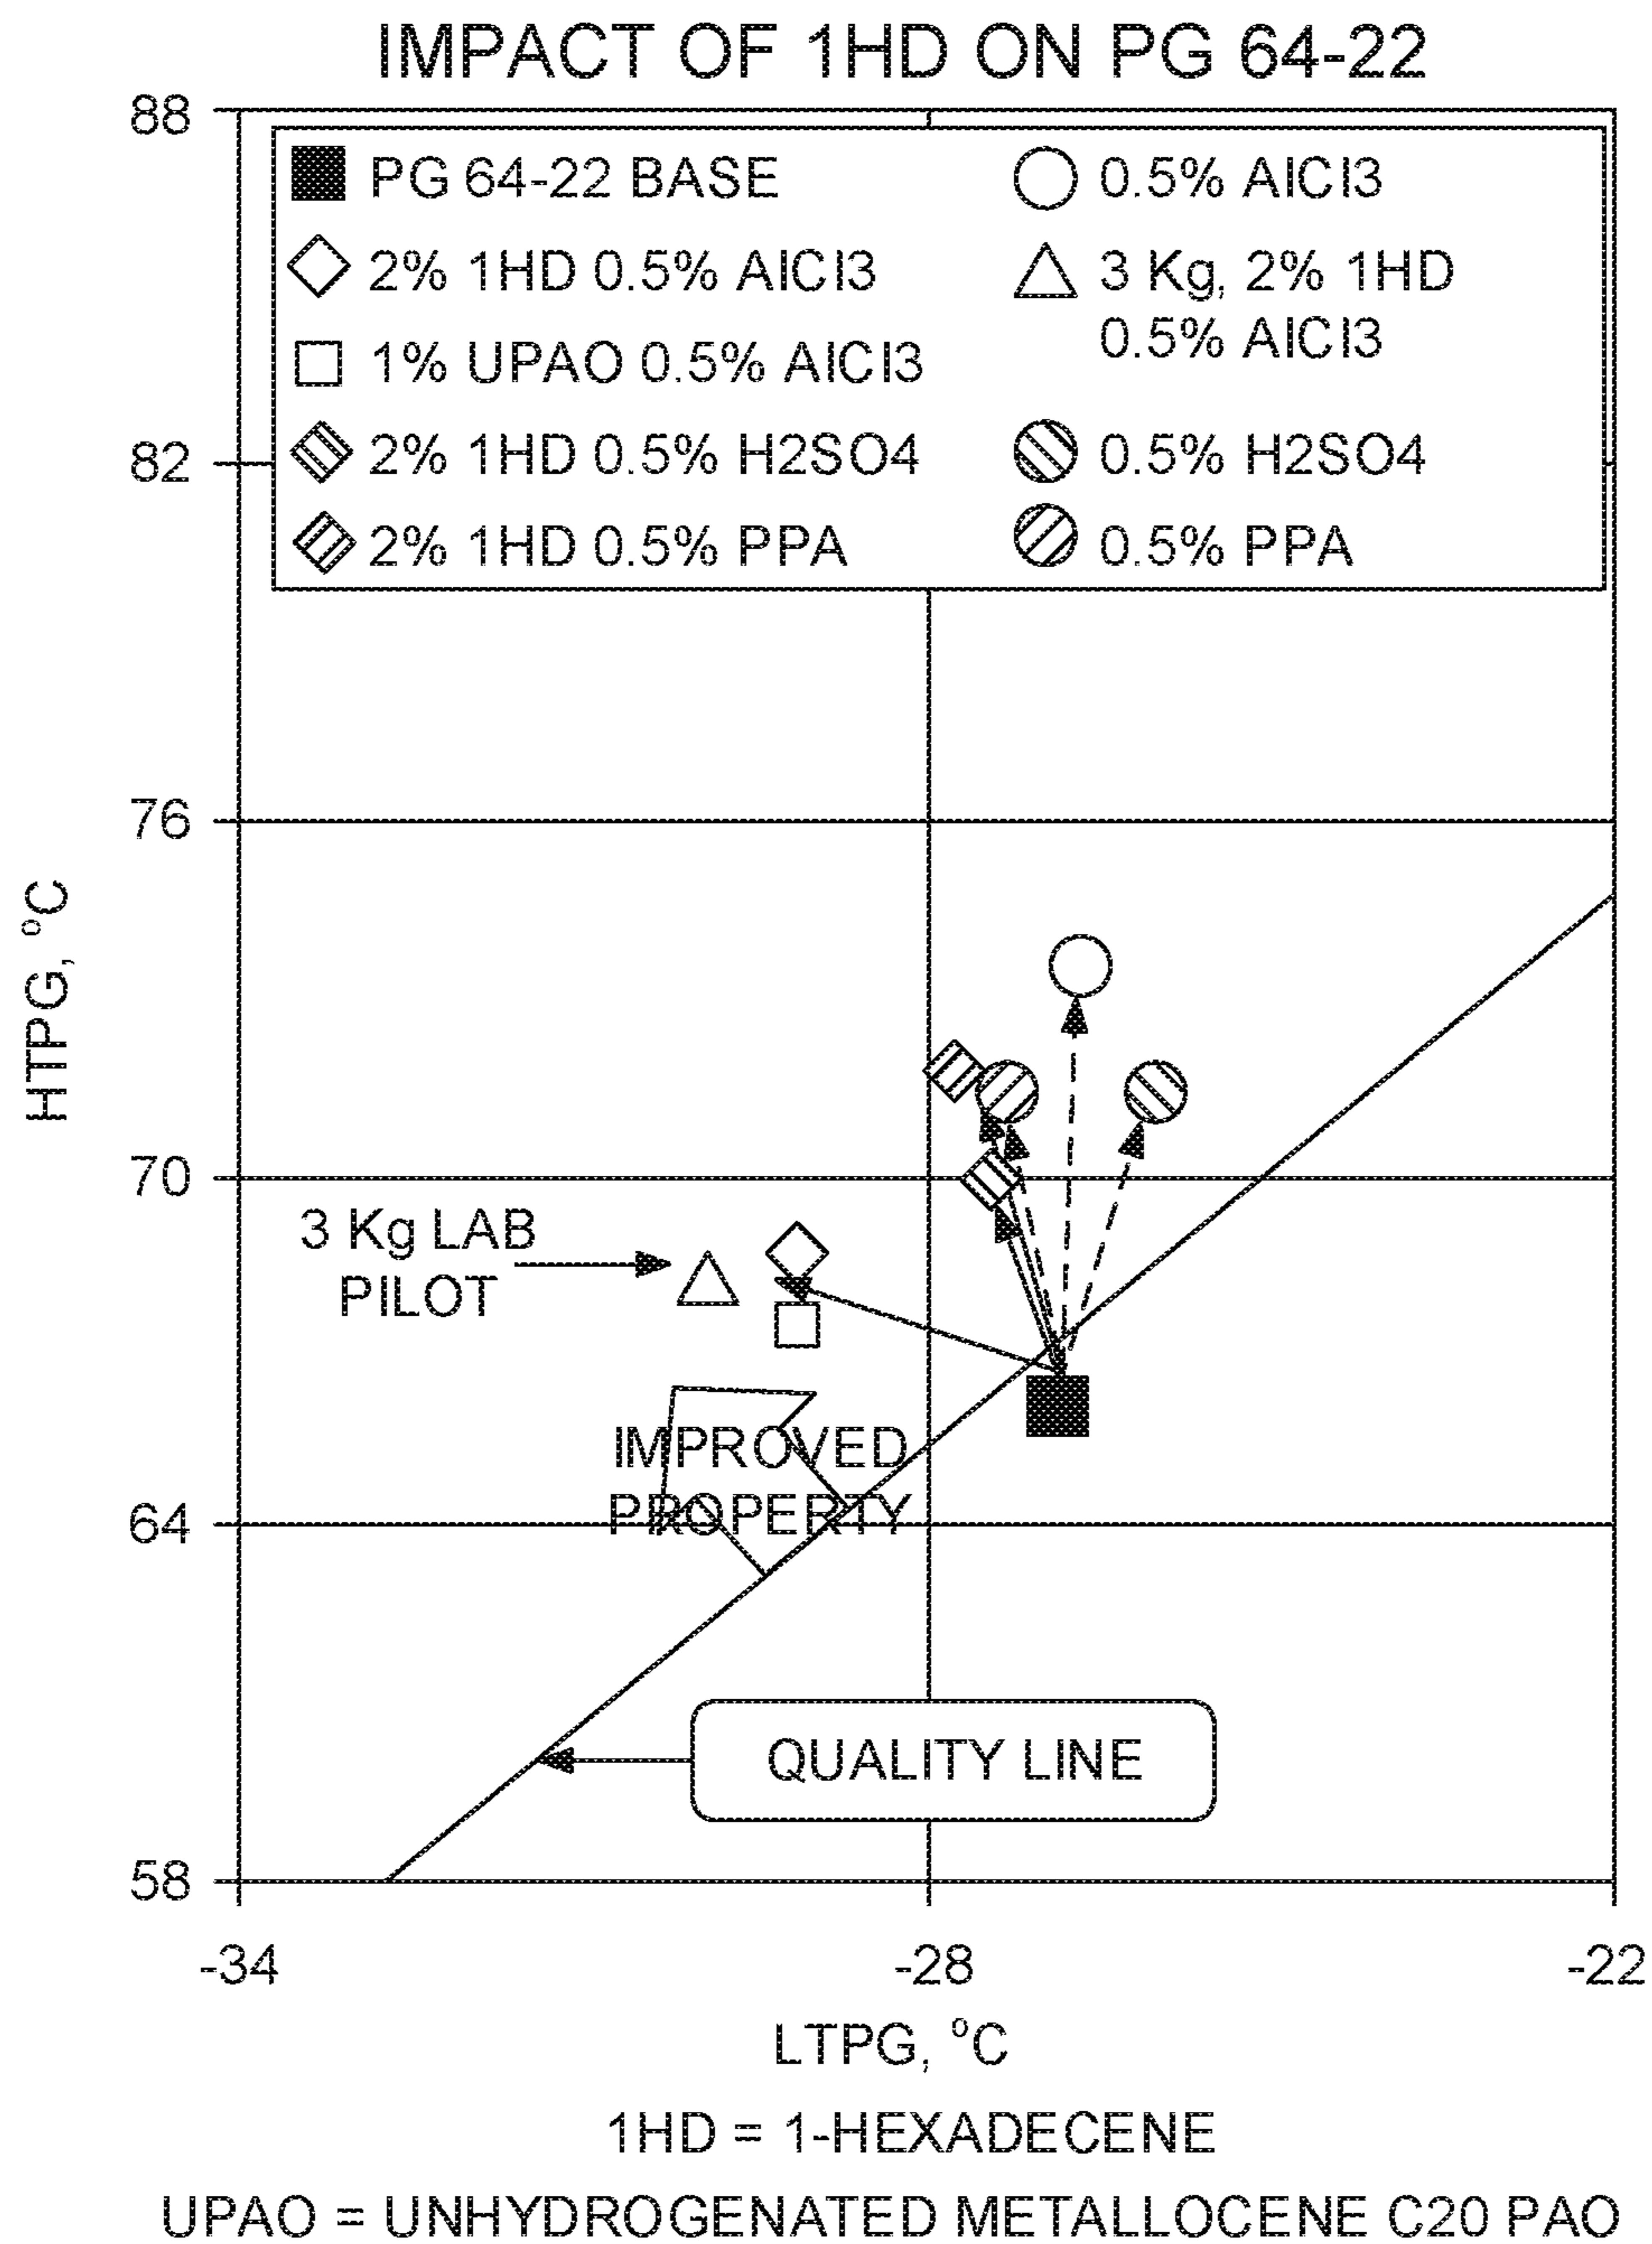 IMPACT OF 1HD ON PG 64-22
88
PG 64-22 BASE
0.5% AlCl3
2% 1HD 0.5% AlCl3
3 Kg, 2% 1HD
0.5% AlCl3
1% UPAO 0.5% AlCl3
82
2% 1HD 0.5% H2SO4
0.5% H2SO4
2% 1HD 0.5% PPA
0.5% PPA
76
HTPG, °C
70
3 Kg LAB
PILOT
IMPROVED
PROPERTY
64
QUALITY LINE
58
-34
-28
-22
LTPG, °C
1HD = 1-HEXADECENE
UPAO = UNHYDROGENATED METALLOCENE C20 PAO